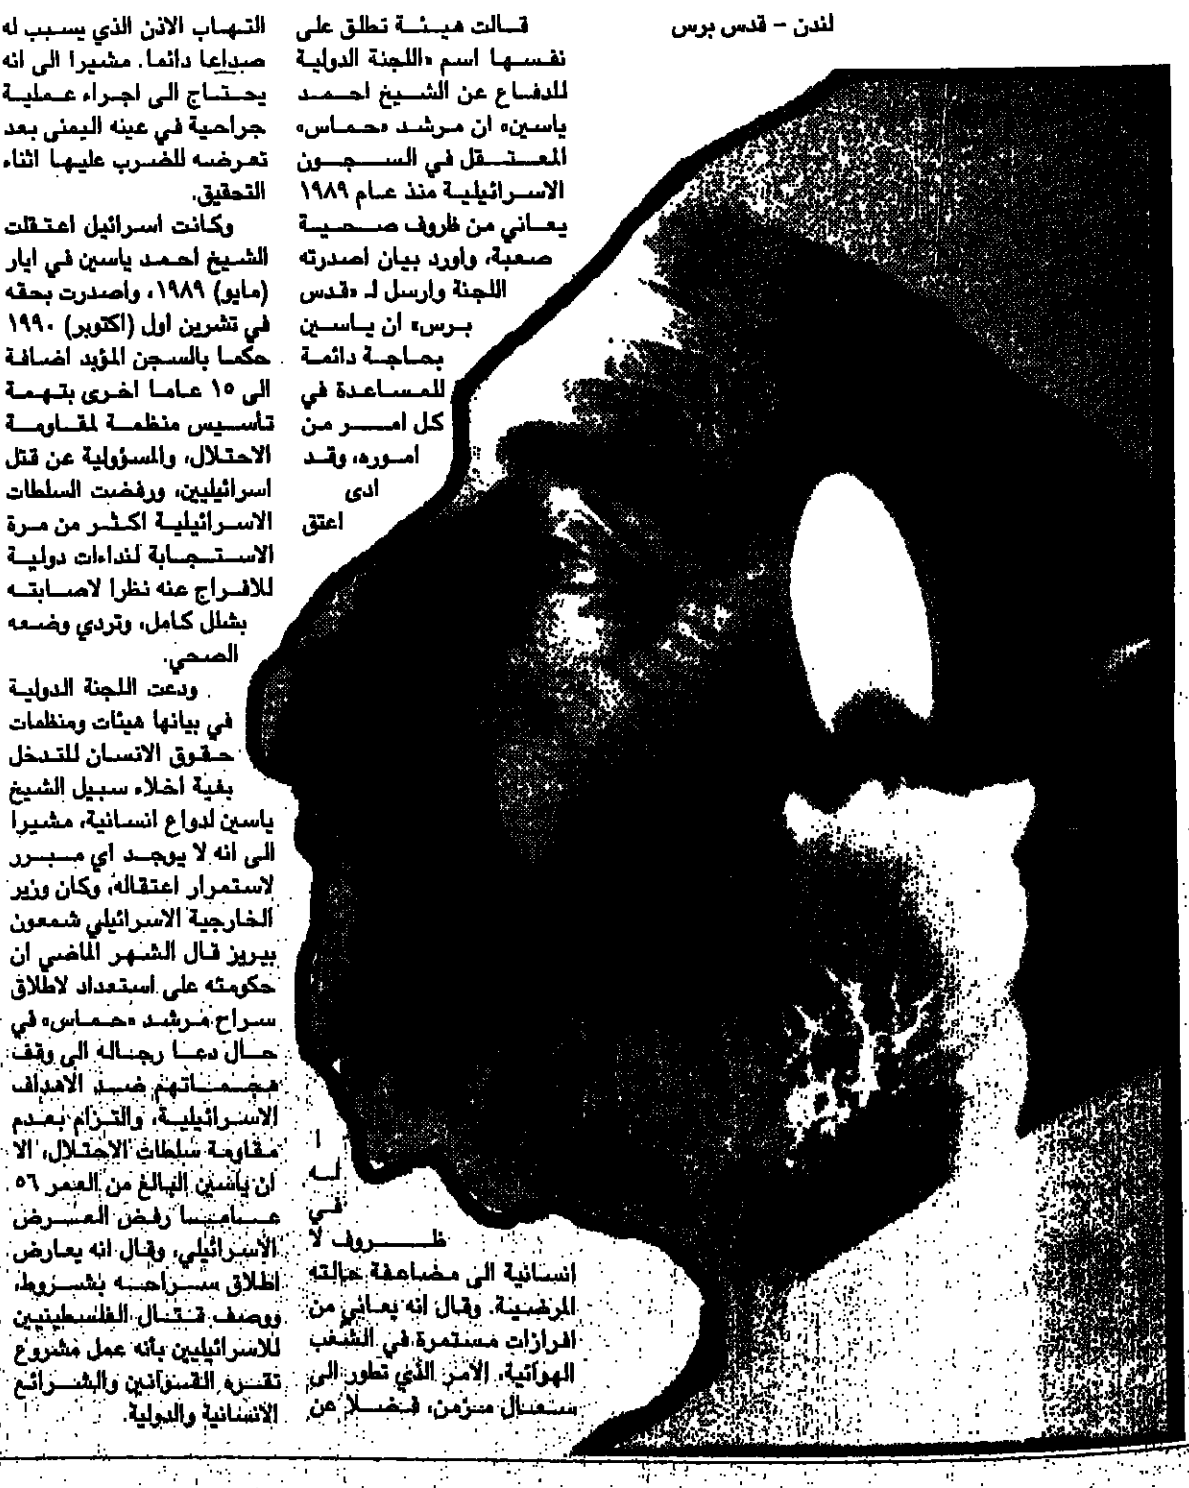 لندن – قدس برس
قالت هيئة تطلق على
نفسها اسم «اللجنة الدولية
للدفاع عن الشيخ احمد
ياسين» ان مرشد «حماس»
المعتقل في السجون
الاسرائيلية منذ عام ١٩٨٩
يعاني من ظروف صحية
صعبة، واورد بيان اصدرته
اللجنة وارسل لـ «قدس
برس» ان ياسين
بحاجة دائمة
للمساعدة في
كل امر من
اموره، وقد
ادى
اعتق
ا
لــه
في
ظروف لا
إنسانية الى مضاعفة حالته
المرضية. وقال انه يعاني من
افرازات مستمرة في الشعب
الهوائية، الأمر الذي تطور الى
سعال مزمن، فضلا عن
التهاب الاذن الذي يسبب له
صداعا دائما. مشيرا الى انه
يحتاج الى اجراء عملية
جراحية في عينه اليمنى بعد
تعرضه للضرب عليها اثناء
التحقيق.
وكانت اسرائيل اعتقلت
الشيخ احمد ياسين في ايار
(مايو) ١٩٨٩، واصدرت بحقه
في تشرين اول (اكتوبر) ١٩٩٠
حكما بالسجن المؤبد اضافة
الى ١٥ عاما اخرى بتهمة
تأسيس منظمة لمقاومة
الاحتلال، والمسؤولية عن قتل
اسرائيليين، ورفضت السلطات
الاسرائيلية اكثر من مرة
الاستجابة لنداءات دولية
للافراج عنه نظرا لاصابته
بشلل كامل، وتردي وضعه
الصحي.
ودعت اللجنة الدولية
في بيانها هيئات ومنظمات
حقوق الانسان للتدخل
بغية اخلاء سبيل الشيخ
ياسين لدواع انسانية، مشيرا
الى انه لا يوجد اي مبرر
لاستمرار اعتقاله، وكان وزير
الخارجية الاسرائيلي شمعون
بيريز قال الشهر الماضي ان
حكومته على استعداد لاطلاق
سراح مرشد «حماس» في
حال دعا رجاله الى وقف
هجماتهم ضد الاهداف
الاسرائيلية، والتزام بعدم
مقاومة سلطات الاحتلال، الا
ان ياسين البالغ من العمر ٥٦
عاما رفض العرض
الاسرائيلي، وقال انه يعارض
اطلاق سراحه بشروط،
ووصف قتال الفلسطينيين
للاسرائيليين بأنه عمل مشروع
تقره القوانين والشرائع
الانسانية والدولية.